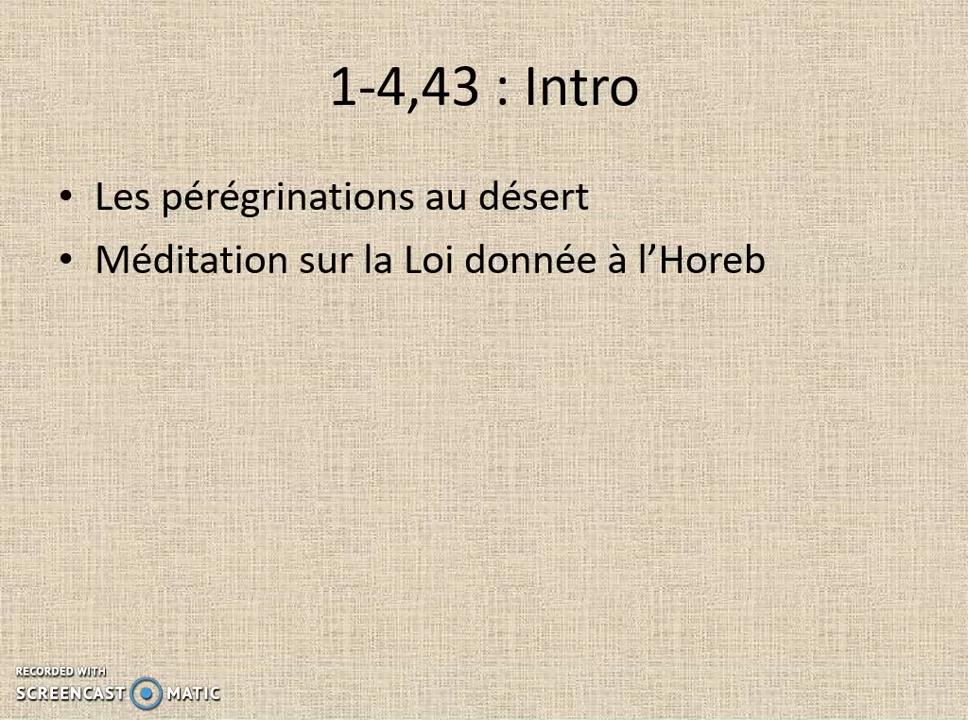 1-4,43 : Intro
• Les pérégrinations au désert
• Méditation sur la Loi donnée à l’Horeb
RECORDED WITH
SCREENCAST MATIC